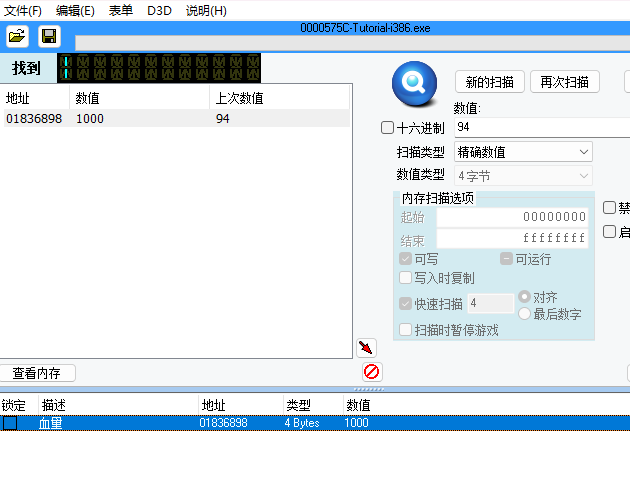 文件(F) 编辑(E) 表单 D3D 说明(H)
0000575C-Tutorial-i386.exe
找到 1
新的扫描 再次扫描
地址 数值 上次数值
01836898 1000 94
数值:
十六进制 94
扫描类型 精确数值
数值类型 4 字节
内存扫描选项
起始 00000000
结束 ffffffff
可写 可运行
写入时复制
快速扫描 4 对齐
最后数字
扫描时暂停游戏
禁
启
查看内存
锁定 描述 地址 类型 数值
血量 01836898 4 Bytes 1000